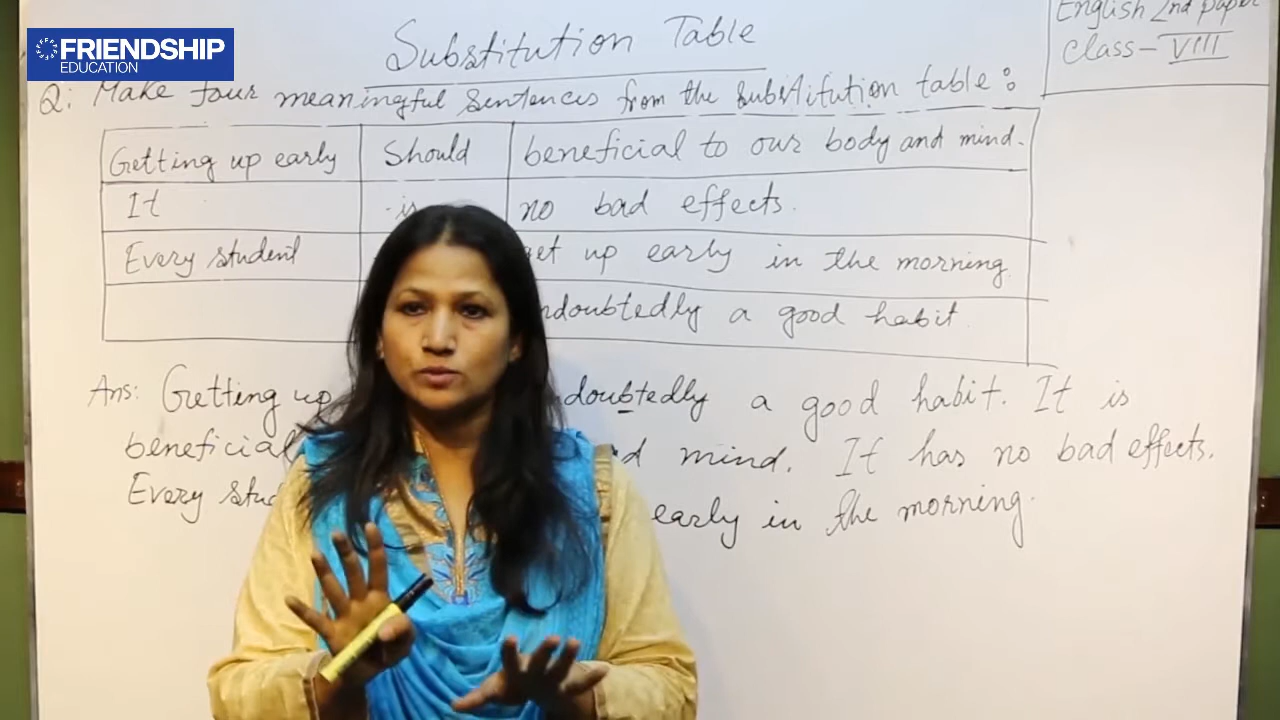 FRIENDSHIP
EDUCATION
Substitution Table
English 2nd paper
Class - VIII
Q: Make four meaningful sentences from the substitution table:
Getting up early Should beneficial to our body and mind.
It is no bad effects.
Every student get up early in the morning.
a good habit.
Ans: Getting up a good habit. It is
beneficial mind. It has no bad effects.
Every early in the morning.